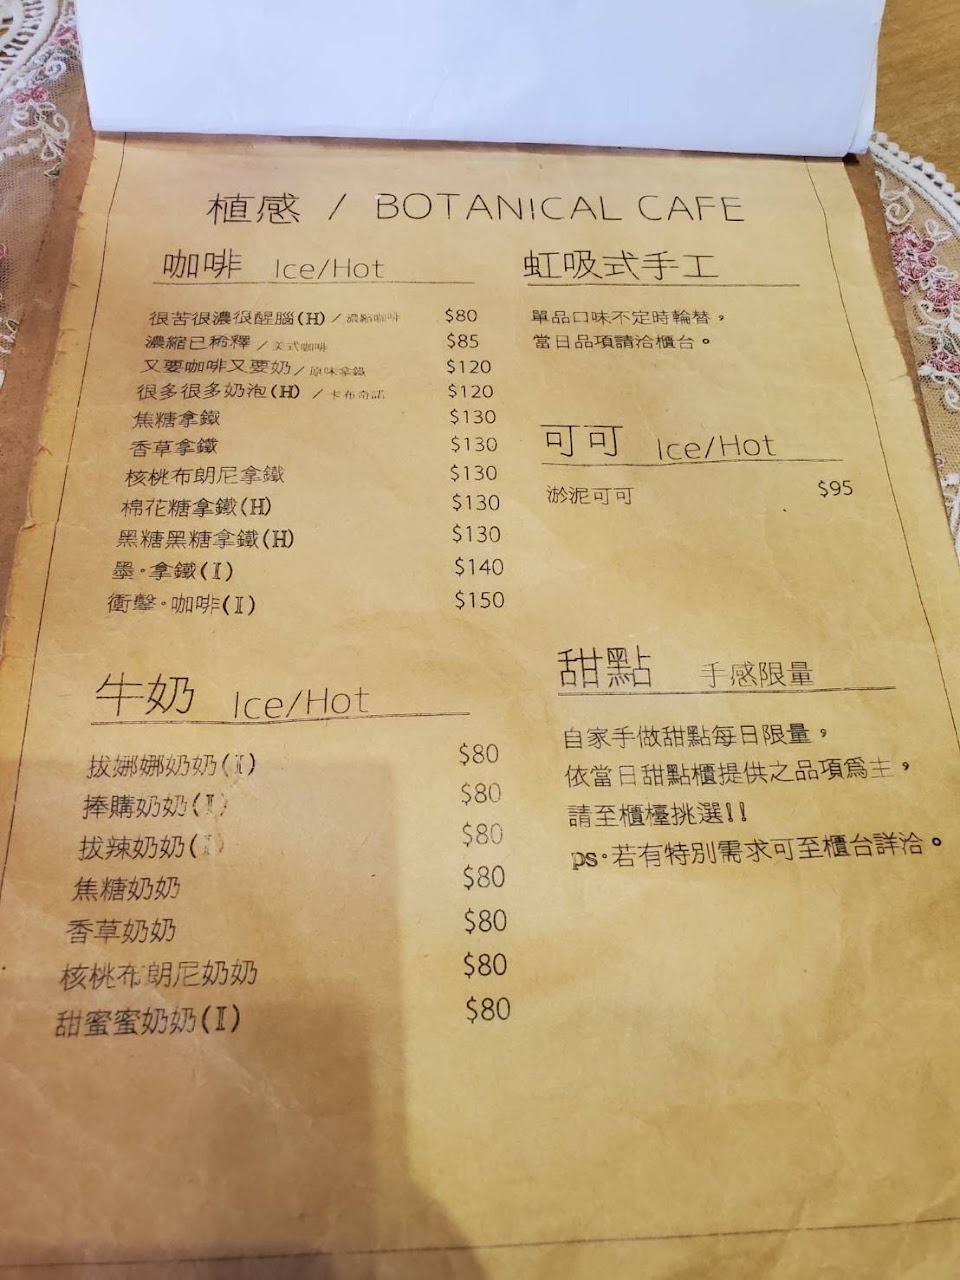 植感 / BOTANICAL CAFE
咖啡 Ice/Hot
很苦很濃很醒腦(H) / 濃縮咖啡 $80
濃縮已稀釋 / 美式咖啡 $85
又要咖啡又要奶 / 原味拿鐵 $120
很多很多奶泡(H) / 卡布奇諾 $120
焦糖拿鐵 $130
香草拿鐵 $130
核桃布朗尼拿鐵 $130
棉花糖拿鐵(H) $130
黑糖黑糖拿鐵(H) $130
墨·拿鐵(I) $140
衝擊·咖啡(I) $150
牛奶 Ice/Hot
拔娜娜奶奶(I) $80
捧購奶奶(I) $80
拔辣奶奶(I) $80
焦糖奶奶 $80
香草奶奶 $80
核桃布朗尼奶奶 $80
甜蜜蜜奶奶(I) $80
虹吸式手工
單品口味不定時輪替，
當日品項請洽櫃台。
可可 Ice/Hot
淤泥可可 $95
甜點 手感限量
自家手做甜點每日限量，
依當日甜點櫃提供之品項為主，
請至櫃檯挑選!!
ps·若有特別需求可至櫃台詳洽。